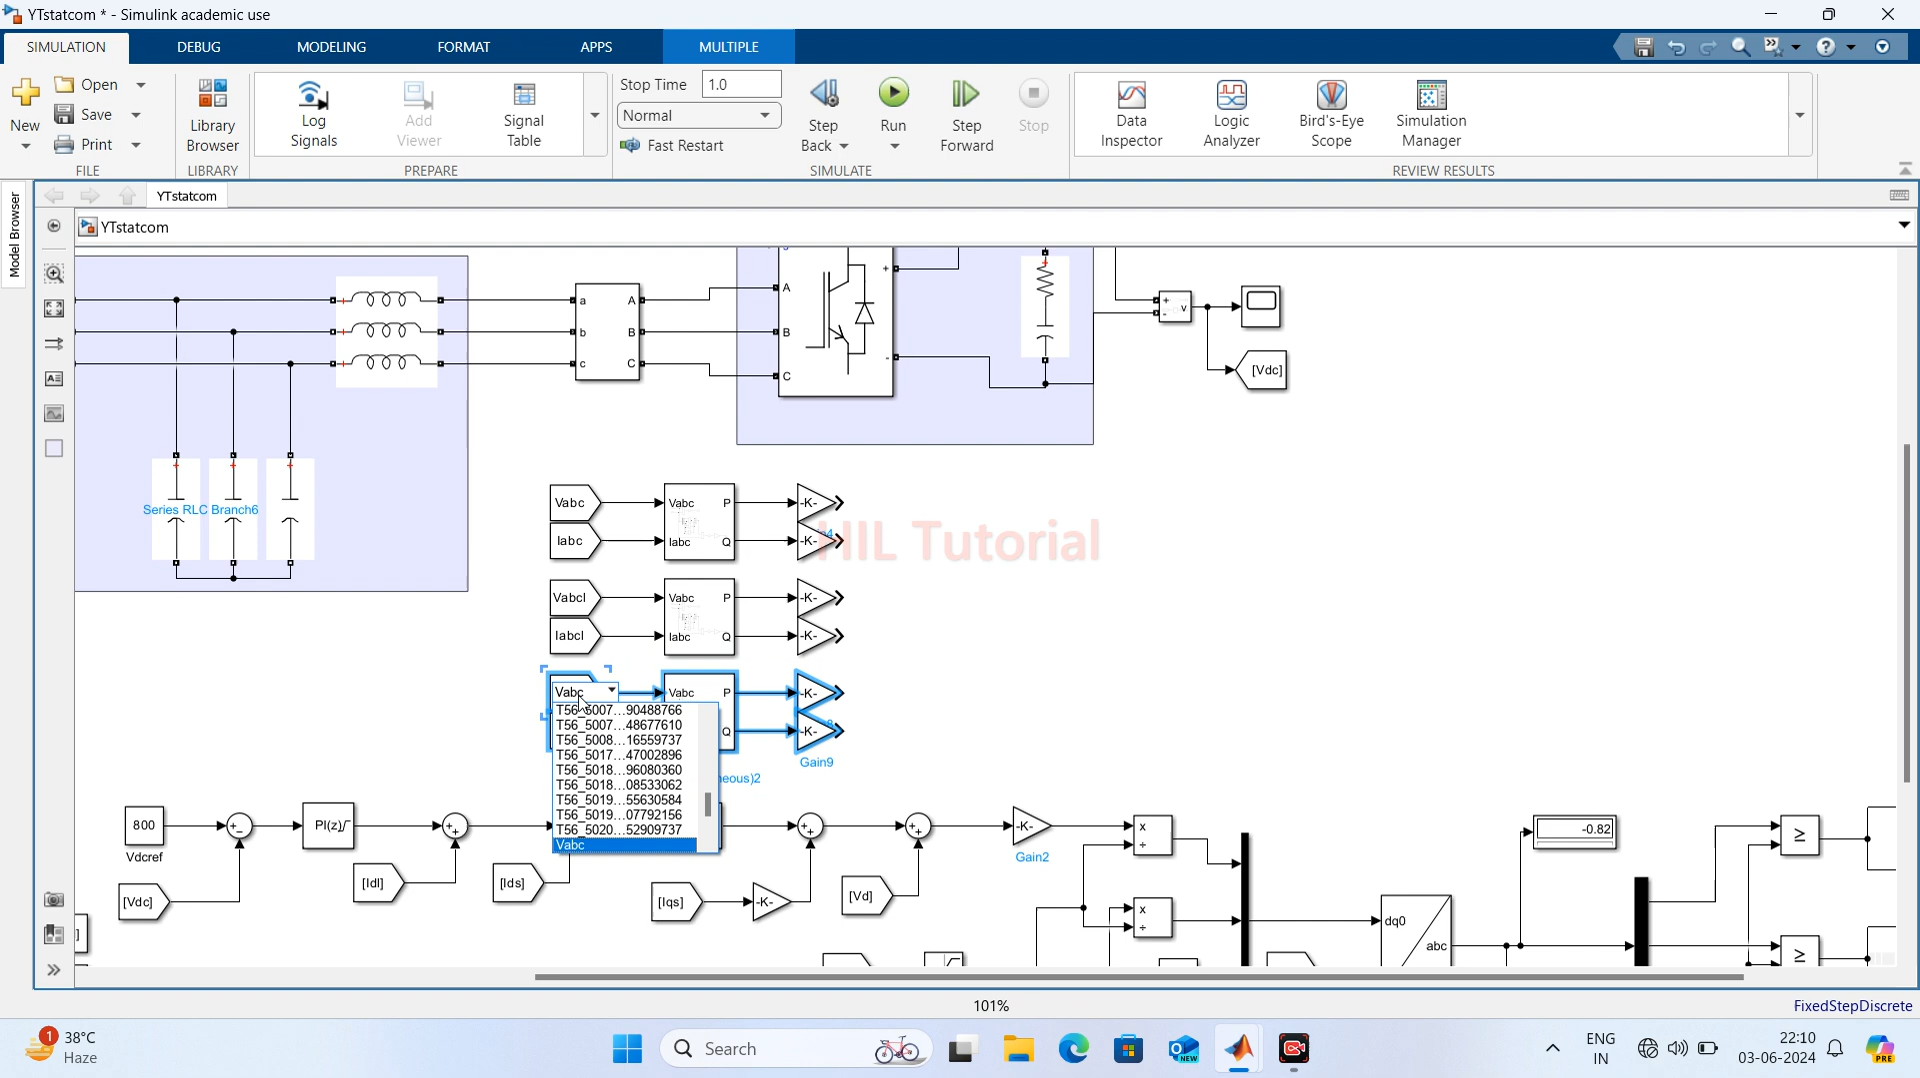 YTstatcom * - Simulink academic use
SIMULATION
DEBUG
MODELING
FORMAT
APPS
MULTIPLE
New
Open
Save
Print
FILE
Library
Browser
LIBRARY
Log
Signals
Add
Viewer
Signal
Table
PREPARE
Stop Time 1.0
Normal
Fast Restart
Step
Back
Run
Step
Forward
Stop
SIMULATE
Data
Inspector
Logic
Analyzer
Bird's-Eye
Scope
Simulation
Manager
REVIEW RESULTS
Model Browser
YTstatcom
YTstatcom
a A
b B
c C
A
B
C
+
-
+
-
v
[Vdc]
Series RLC Branch6
Vabc
Iabc
Vabc P
Iabc Q
-K-
-K-
HIL Tutorial
Vabcl
Iabcl
Vabc P
Iabc Q
-K-
-K-
Vabc
Vabc P
Q
-K-
-K-
Gain9
T56_5007...90488766
T56_5007...48677610
T56_5008...16559737
T56_5017...47002896
T56_5018...96080360
T56_5018...08533062
T56_5019...55630584
T56_5019...07792156
T56_5020...52909737
Vabc
neous)2
800
Vdcref
[Vdc]
PI(z)
[Idl]
[Ids]
[Iqs]
-K-
[Vd]
-K-
Gain2
x
÷
x
÷
dq0
abc
-0.82
≥
≥
101%
FixedStepDiscrete
1
38°C
Haze
Search
NEW
ENG
IN
22:10
03-06-2024
PRE